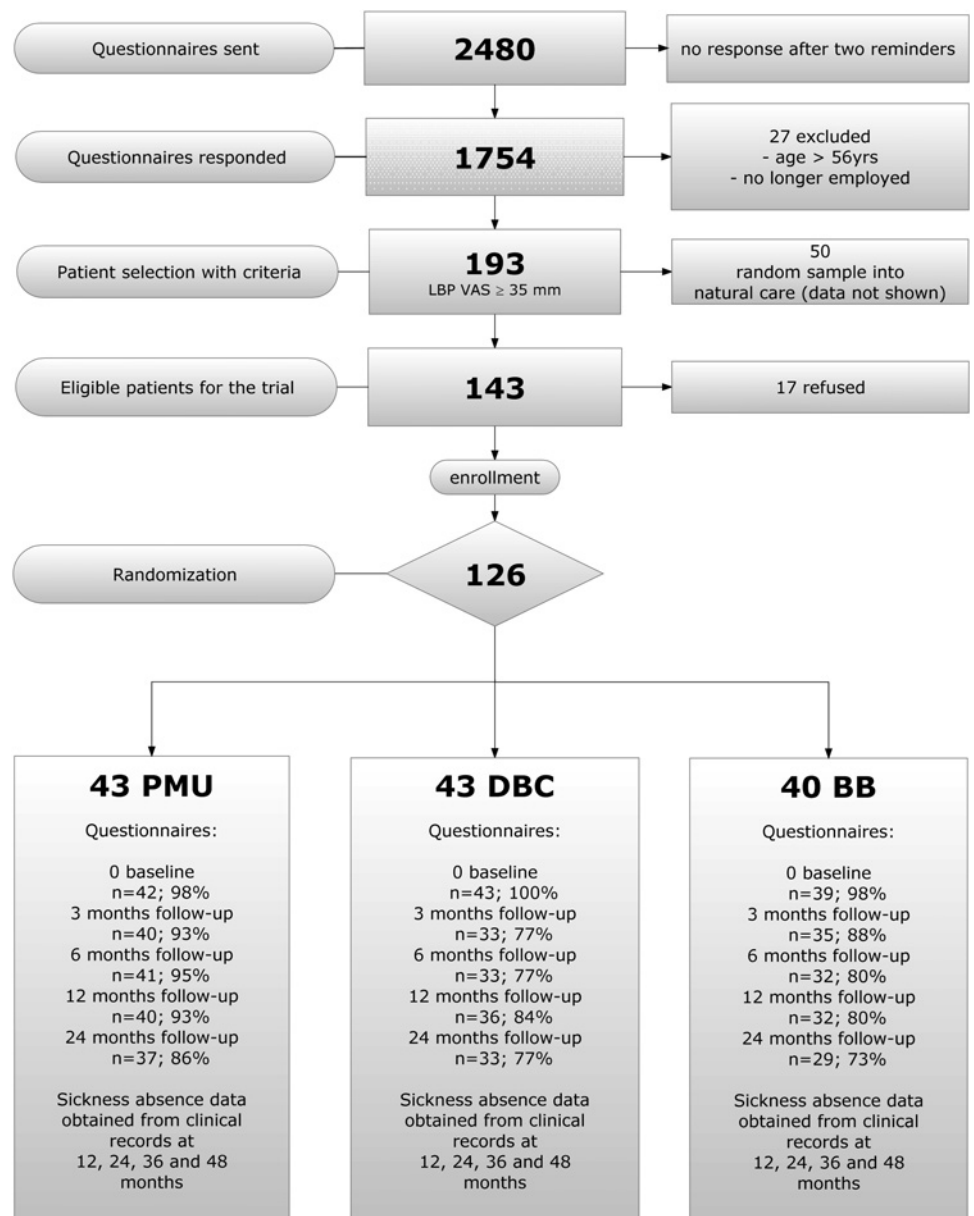 Questionnaires sent
2480
no response after two reminders
Questionnaires responded
1754
27 excluded
- age > 56yrs
- no longer employed
Patient selection with criteria
193
LBP VAS ≥ 35 mm
50
random sample into
natural care (data not shown)
Eligible patients for the trial
143
17 refused
enrollment
Randomization
126
43 PMU
Questionnaires:
0 baseline
n=42; 98%
3 months follow-up
n=40; 93%
6 months follow-up
n=41; 95%
12 months follow-up
n=40; 93%
24 months follow-up
n=37; 86%
Sickness absence data
obtained from clinical
records at
12, 24, 36 and 48
months
43 DBC
Questionnaires:
0 baseline
n=43; 100%
3 months follow-up
n=33; 77%
6 months follow-up
n=33; 77%
12 months follow-up
n=36; 84%
24 months follow-up
n=33; 77%
Sickness absence data
obtained from clinical
records at
12, 24, 36 and 48
months
40 BB
Questionnaires:
0 baseline
n=39; 98%
3 months follow-up
n=35; 88%
6 months follow-up
n=32; 80%
12 months follow-up
n=32; 80%
24 months follow-up
n=29; 73%
Sickness absence data
obtained from clinical
records at
12, 24, 36 and 48
months